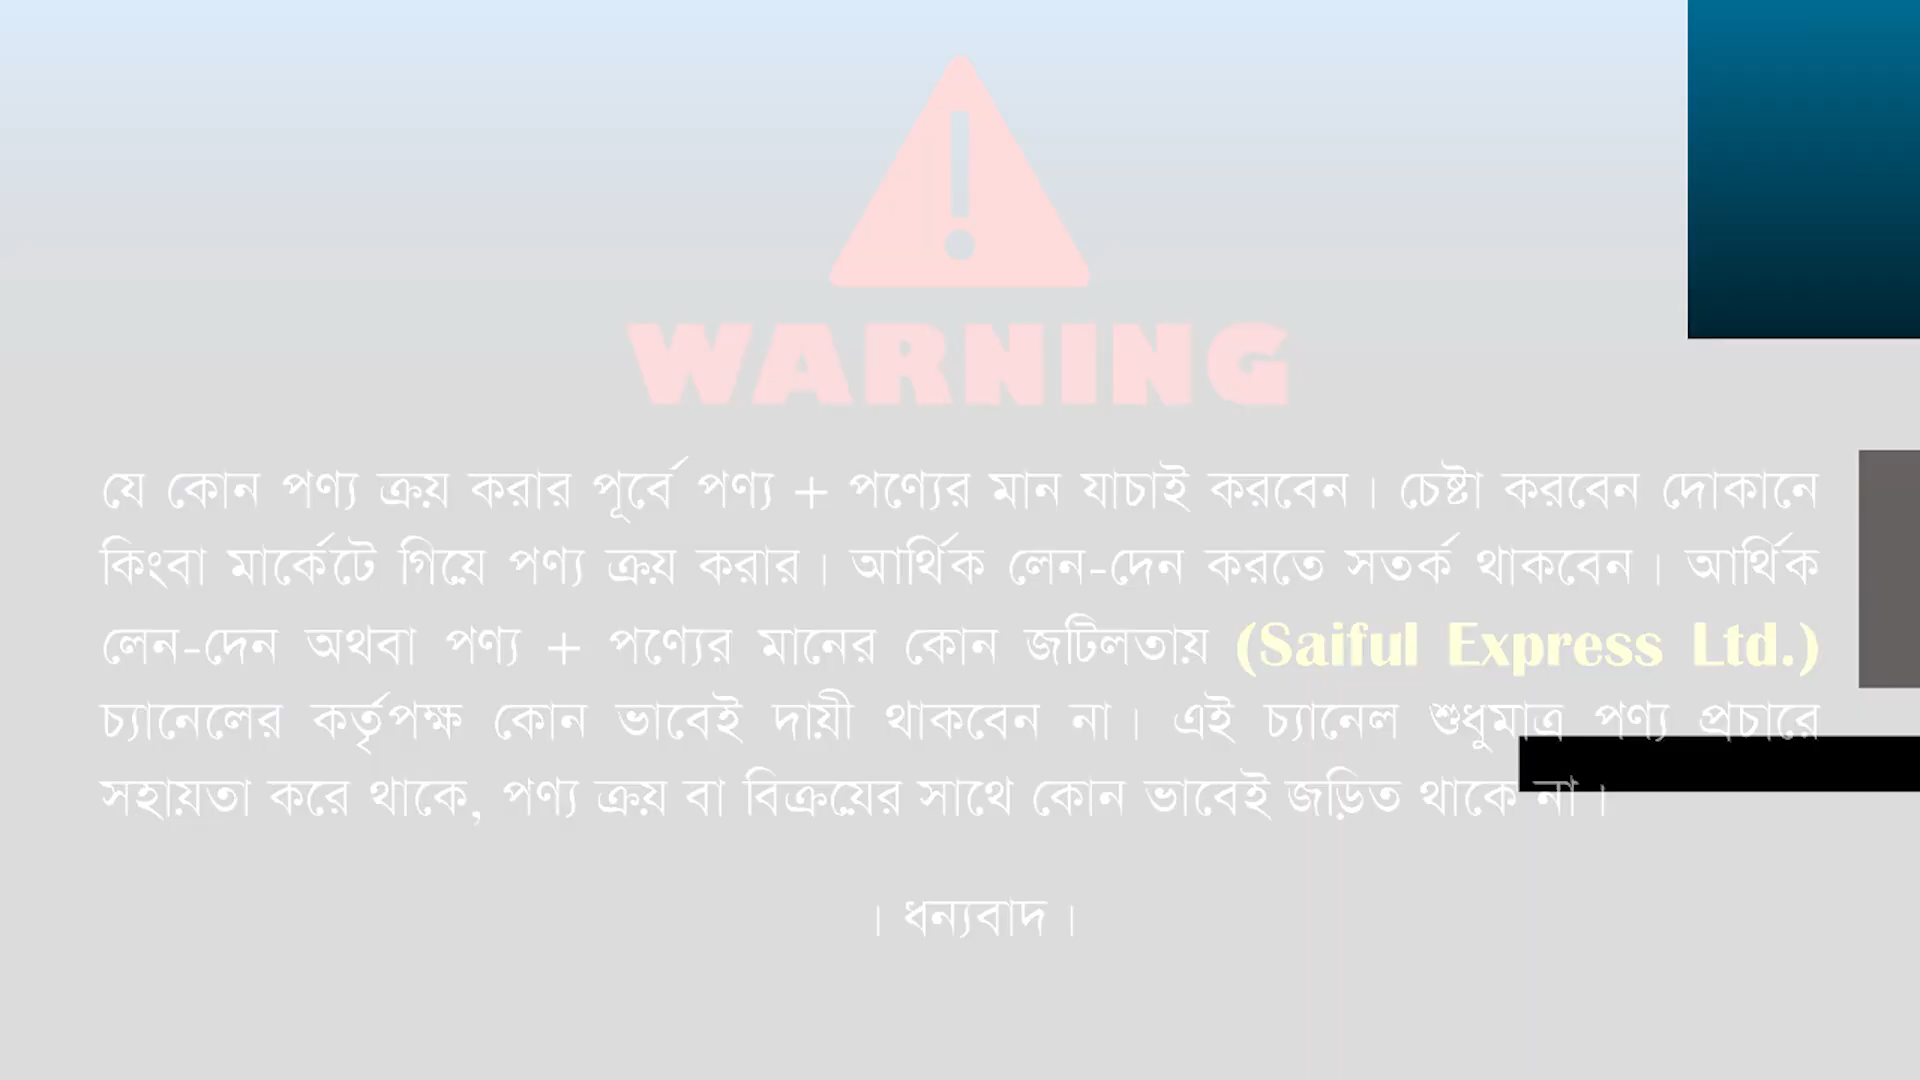 WARNING
যে কোন পণ্য ক্রয় করার পূর্বে পণ্য + পণ্যের মান যাচাই করবেন। চেষ্টা করবেন দোকানে
কিংবা মার্কেটে গিয়ে পণ্য ক্রয় করার। আর্থিক লেন-দেন করতে সতর্ক থাকবেন। আর্থিক
লেন-দেন অথবা পণ্য + পণ্যের মানের কোন জটিলতায় (Saiful Express Ltd.)
চ্যানেলের কর্তৃপক্ষ কোন ভাবেই দায়ী থাকবেন না। এই চ্যানেল শুধুমাত্র পণ্য প্রচারে
সহায়তা করে থাকে, পণ্য ক্রয় বা বিক্রয়ের সাথে কোন ভাবেই জড়িত থাকে না।
। ধন্যবাদ ।